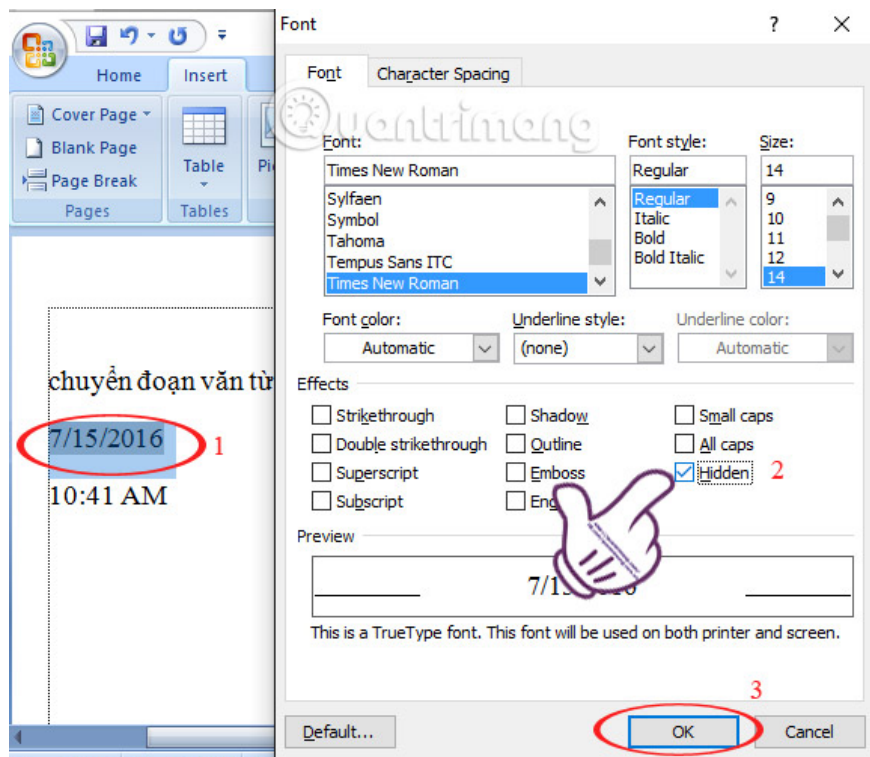 Home Insert
Cover Page
Blank Page
Page Break
Table
Pages Tables
chuyển đoạn văn từ
7/15/2016 1
10:41 AM
Font ? X
Font Character Spacing
Quantrimang
Font: Font style: Size:
Times New Roman Regular 14
Sylfaen Regular 9
Symbol Italic 10
Tahoma Bold 11
Tempus Sans ITC Bold Italic 12
Times New Roman 14
Font color: Underline style: Underline color:
Automatic (none) Automatic
Effects
Strikethrough Shadow Small caps
Double strikethrough Outline All caps
Superscript Emboss Hidden 2
Subscript
Preview
This is a TrueType font. This font will be used on both printer and screen.
3
Default... OK Cancel